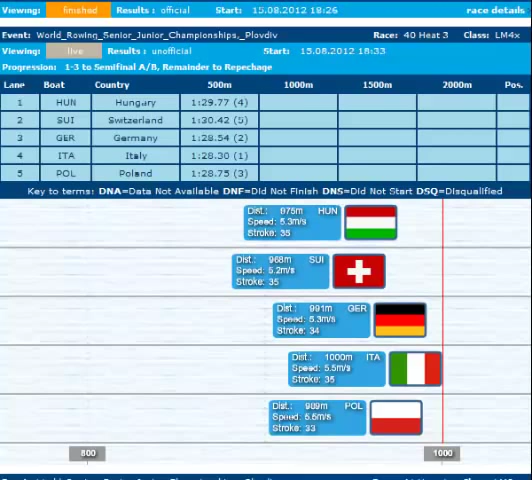 Viewing: finished Results : official Start: 15.08.2012 18:26 race details
Event: World_Rowing_Senior_Junior_Championships,_Plovdiv Race: 40 Heat 3 Class: LM4x
Viewing: live Results : unofficial Start: 15.08.2012 18:33
Progression: 1-3 to Semifinal A/B, Remainder to Repechage
Lane Boat Country 500m 1000m 1500m 2000m Pos.
1 HUN Hungary 1:29.77 (4)
2 SUI Switzerland 1:30.42 (5)
3 GER Germany 1:28.54 (2)
4 ITA Italy 1:28.30 (1)
5 POL Poland 1:28.75 (3)
Key to terms: DNA=Data Not Available DNF=Did Not Finish DNS=Did Not Start DSQ=Disqualified
Dist.: 975m HUN
Speed: 5.3m/s
Stroke: 35
Dist.: 968m SUI
Speed: 5.2m/s
Stroke: 35
Dist.: 991m GER
Speed: 5.3m/s
Stroke: 34
Dist.: 1000m ITA
Speed: 5.5m/s
Stroke: 35
Dist.: 989m POL
Speed: 5.5m/s
Stroke: 33
800 1000